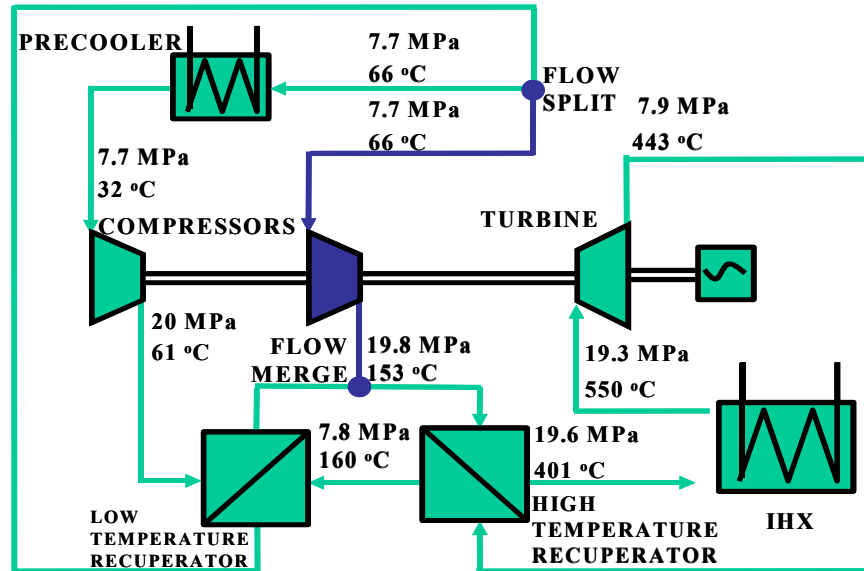 PRECOOLER
7.7 MPa
66 °C
FLOW
SPLIT
7.7 MPa
66 °C
7.9 MPa
443 °C
7.7 MPa
32 °C
COMPRESSORS
TURBINE
20 MPa
61 °C
FLOW
MERGE
19.8 MPa
153 °C
19.3 MPa
550 °C
7.8 MPa
160 °C
19.6 MPa
401 °C
LOW
TEMPERATURE
RECUPERATOR
HIGH
TEMPERATURE
RECUPERATOR
IHX